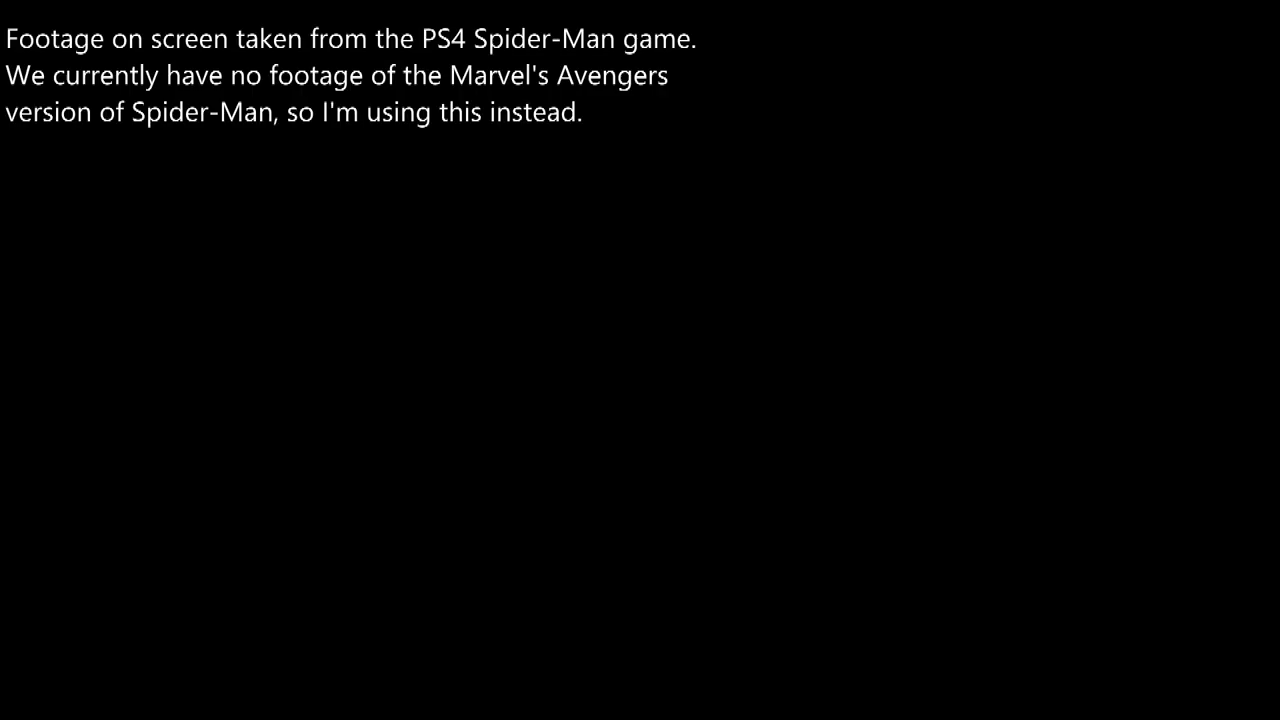 Footage on screen taken from the PS4 Spider-Man game.
We currently have no footage of the Marvel's Avengers
version of Spider-Man, so I'm using this instead.